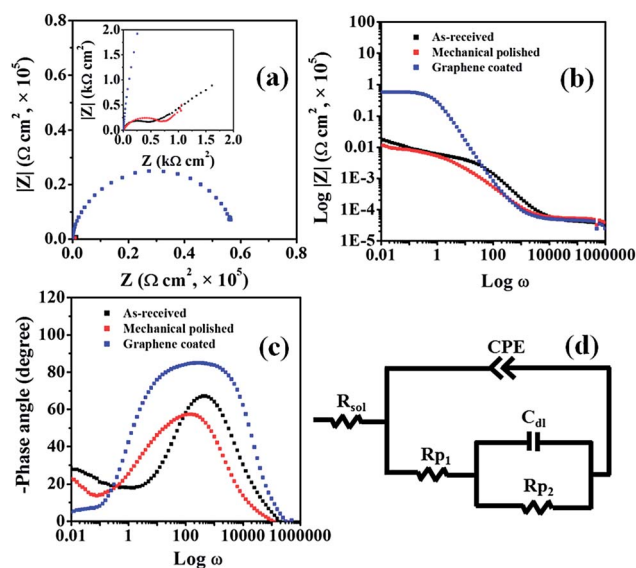 0.8
0.6
0.4
0.2
0.0
|Z| (Ω cm², × 10⁵)
0.0 0.2 0.4 0.6 0.8
Z (Ω cm², × 10⁵)
2.0
1.5
1.0
0.5
0.0
|Z| (kΩ cm²)
0.0 0.5 1.0 1.5 2.0
Z (kΩ cm²)
(a)
As-received
Mechanical polished
Graphene coated
(b)
100
10
1
0.1
0.01
1E-3
1E-4
1E-5
Log |Z| (Ω cm², × 10⁵)
0.01 1 100 10000 1000000
Log ω
As-received
Mechanical polished
Graphene coated
(c)
120
100
80
60
40
20
0
-Phase angle (degree)
0.01 1 100 10000 1000000
Log ω
(d)
CPE
Rsol
Cdl
Rp₁
Rp₂